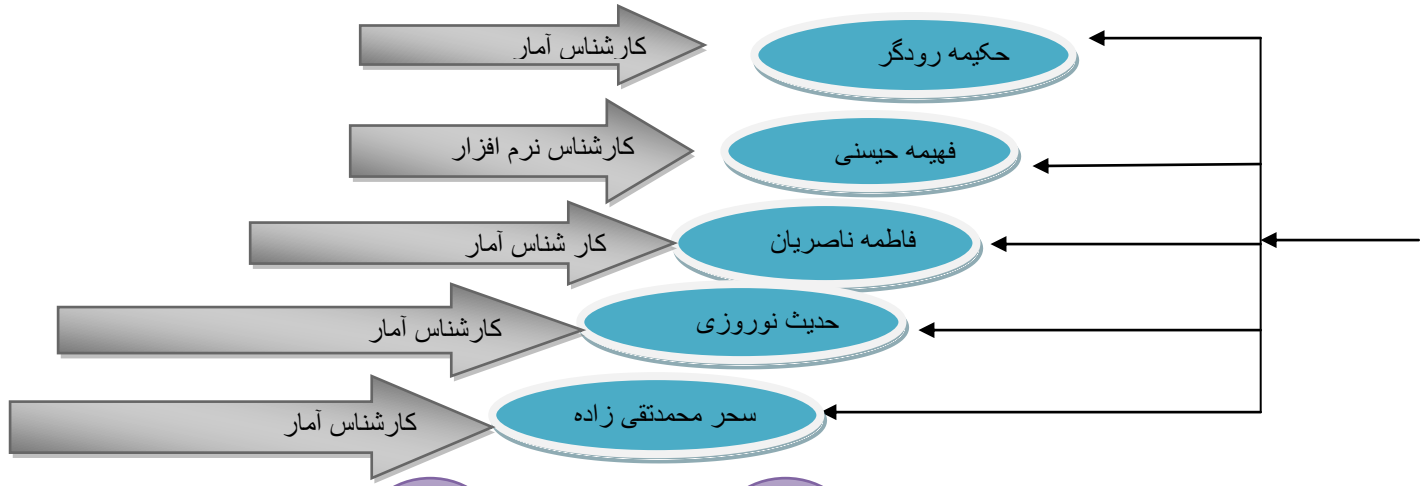 حکیمه رودگر
کارشناس آمار
فهیمه حیسنی
کارشناس نرم افزار
فاطمه ناصریان
کار شناس آمار
حدیث نوروزی
کارشناس آمار
سحر محمدتقی زاده
کارشناس آمار